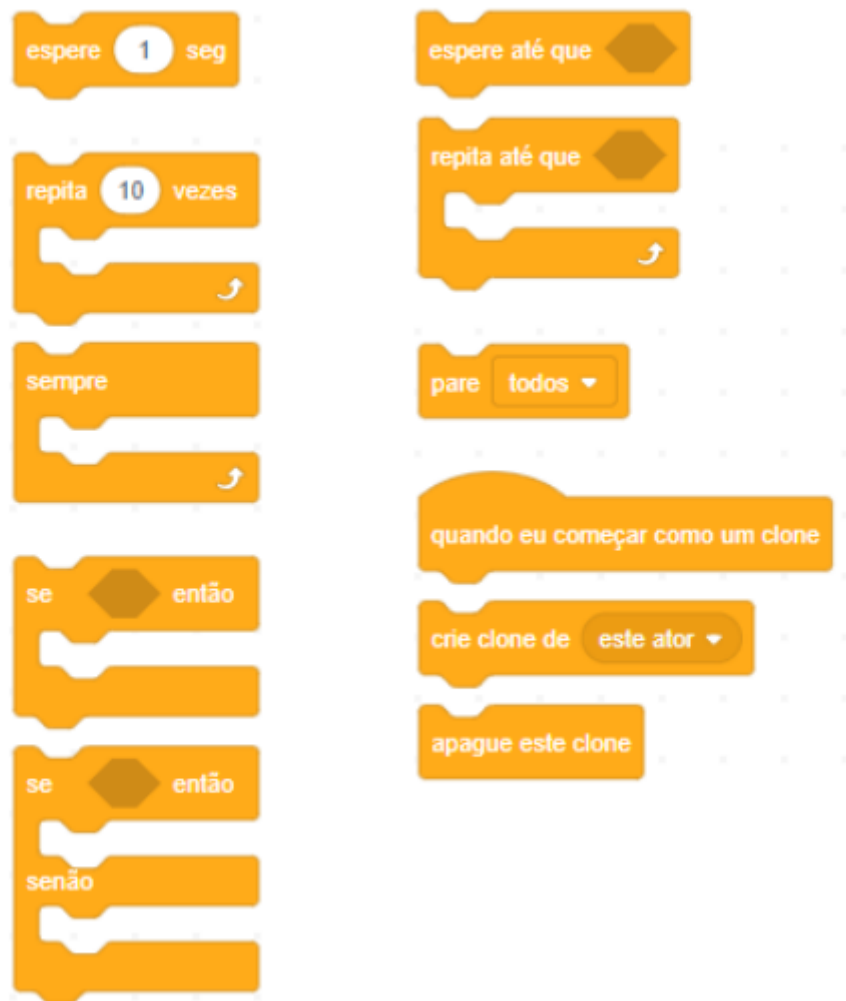 espere 1 seg
repita 10 vezes
sempre
se então
se então
senão
espere até que
repita até que
pare todos
quando eu começar como um clone
crie clone de este ator
apague este clone